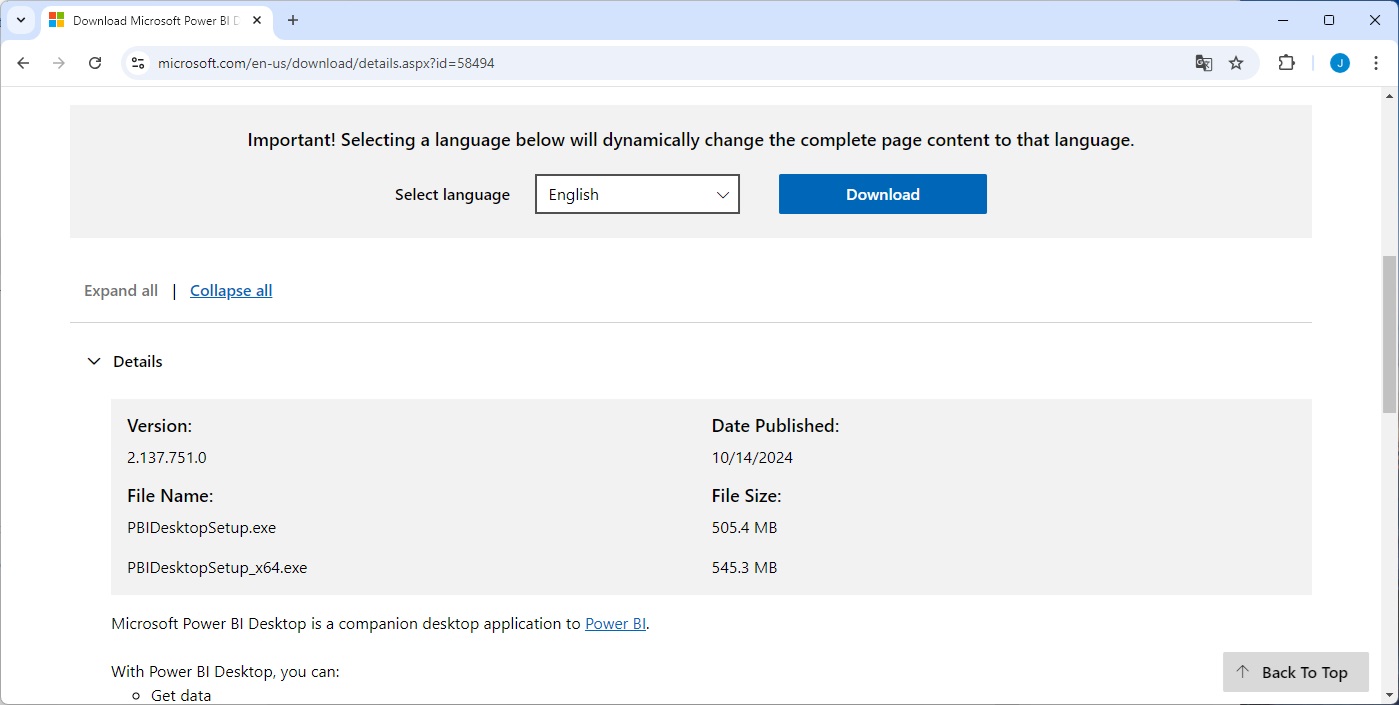 Download Microsoft Power BI D
microsoft.com/en-us/download/details.aspx?id=58494
J
Important! Selecting a language below will dynamically change the complete page content to that language.
Select language English Download
Expand all | Collapse all
Details
Version: Date Published:
2.137.751.0 10/14/2024
File Name: File Size:
PBIDesktopSetup.exe 505.4 MB
PBIDesktopSetup_x64.exe 545.3 MB
Microsoft Power BI Desktop is a companion desktop application to Power BI.
With Power BI Desktop, you can:
Back To Top
Get data